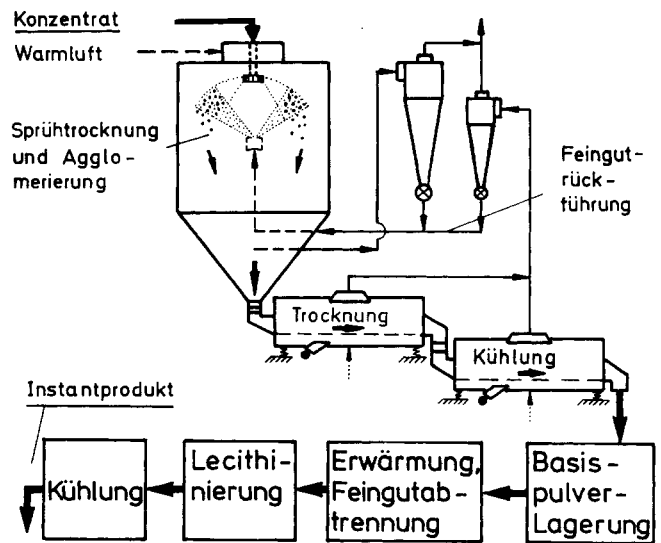 Konzentrat
Warmluft
Sprühtrocknung
und Agglo-
merierung
Feingut-
rück-
führung
Trocknung
Kühlung
Instantprodukt
Kühlung
Lecithi-
nierung
Erwärmung,
Feingutab-
trennung
Basis-
pulver-
Lagerung